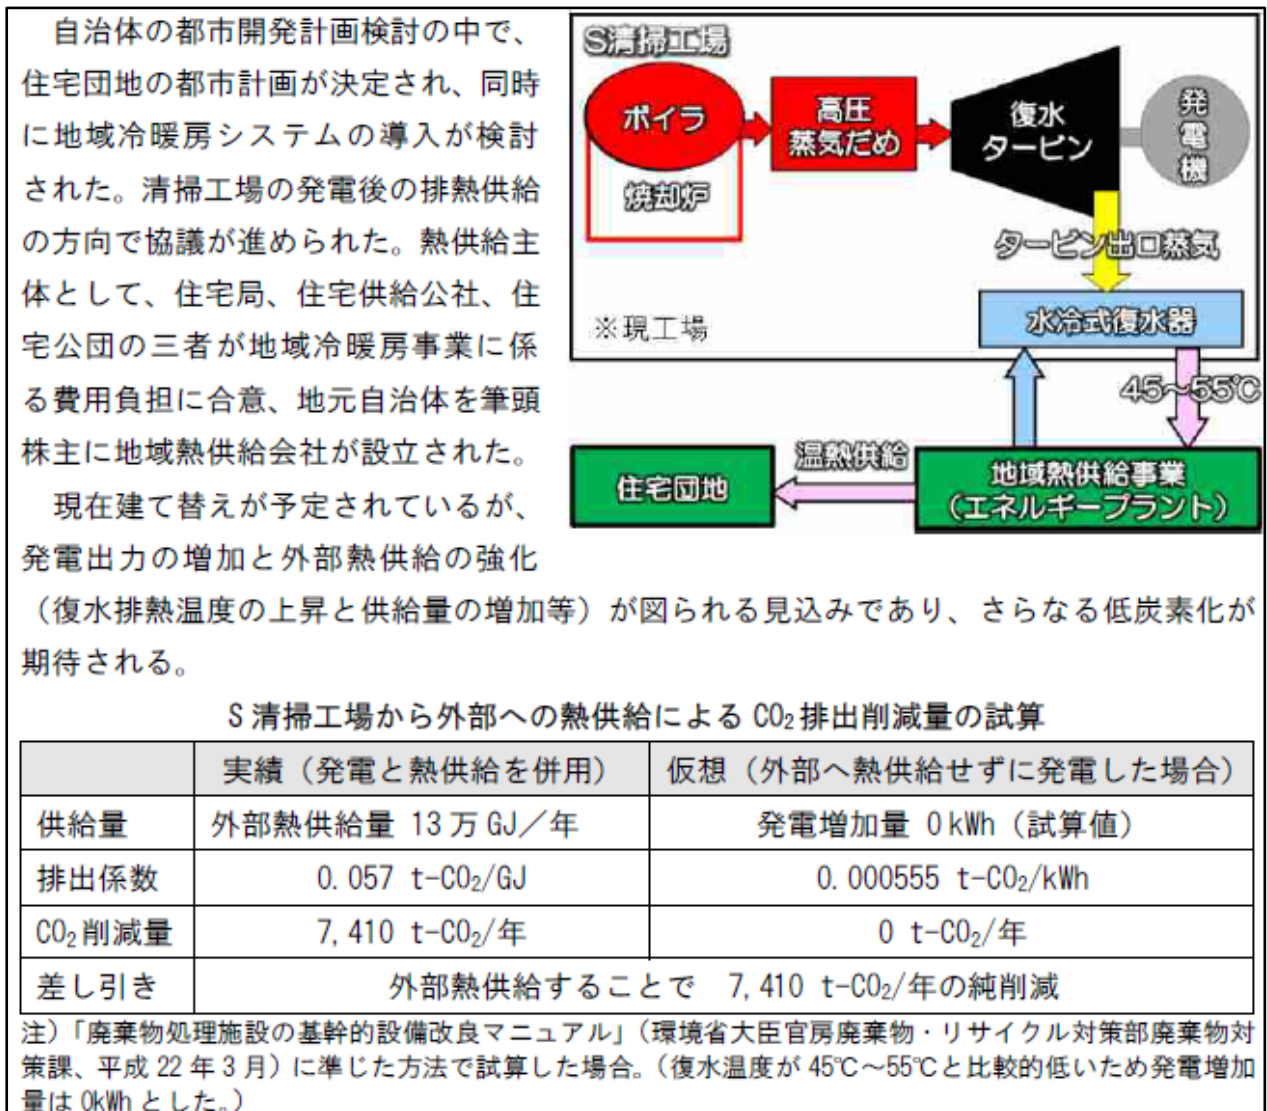 自治体の都市開発計画検討の中で、
住宅団地の都市計画が決定され、同時
に地域冷暖房システムの導入が検討
された。清掃工場の発電後の排熱供給
の方向で協議が進められた。熱供給主
体として、住宅局、住宅供給公社、住
宅公団の三者が地域冷暖房事業に係
る費用負担に合意、地元自治体を筆頭
株主に地域熱供給会社が設立された。
現在建て替えが予定されているが、
発電出力の増加と外部熱供給の強化
（復水排熱温度の上昇と供給量の増加等）が図られる見込みであり、さらなる低炭素化が
期待される。
S清掃工場
ボイラ
焼却炉
高圧
蒸気だめ
復水
タービン
発電機
タービン出口蒸気
※現工場
水冷式復水器
45～55℃
住宅団地
温熱供給
地域熱供給事業
（エネルギープラント）
S 清掃工場から外部への熱供給による CO₂排出削減量の試算
実績（発電と熱供給を併用） 仮想（外部へ熱供給せずに発電した場合）
供給量 外部熱供給量 13 万 GJ／年 発電増加量 0 kWh（試算値）
排出係数 0.057 t-CO₂/GJ 0.000555 t-CO₂/kWh
CO₂削減量 7,410 t-CO₂/年 0 t-CO₂/年
差し引き 外部熱供給することで 7,410 t-CO₂/年の純削減
注）「廃棄物処理施設の基幹的設備改良マニュアル」（環境省大臣官房廃棄物・リサイクル対策部廃棄物対
策課、平成 22 年 3 月）に準じた方法で試算した場合。（復水温度が 45℃～55℃と比較的低いため発電増加
量は 0kWh とした。）